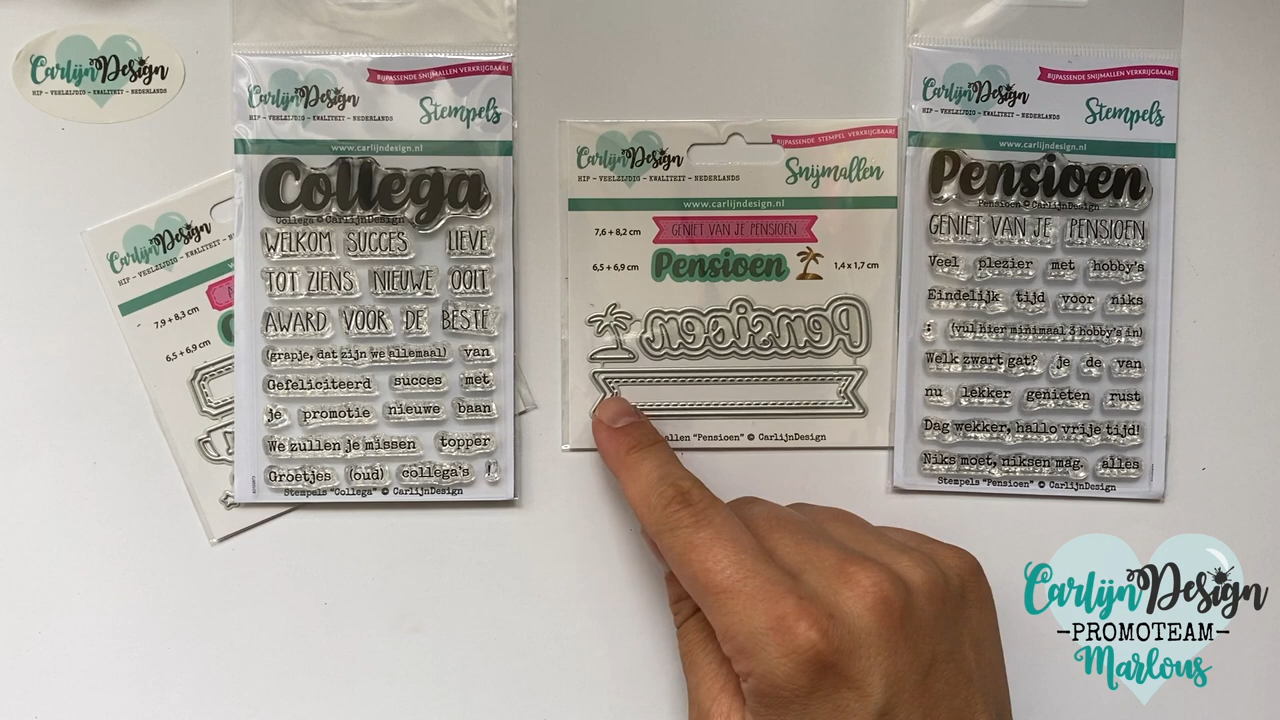 CarlijnDesign
HIP – VEELZIJDIG – KWALITEIT – NEDERLANDS
BIJPASSENDE SNIJMALLEN VERKRIJGBAAR!
CarlijnDesign
HIP – VEELZIJDIG – KWALITEIT – NEDERLANDS
Stempels
www.carlijndesign.nl
Collega
Collega © CarlijnDesign
WELKOM SUCCES LIEVE
TOT ZIENS NIEUWE OOIT
AWARD VOOR DE BESTE
(grapje, dat zijn we allemaal) van
Gefeliciteerd succes met
je promotie nieuwe baan
We zullen je missen topper
Groetjes (oud) collega's !
Stempels "Collega" © CarlijnDesign
CarlijnDesign
HIP – VEELZIJDIG – KWALITEIT
7,9 + 8,3 cm
6,5 + 6,9 cm
BIJPASSENDE STEMPEL VERKRIJGBAAR!
CarlijnDesign
HIP – VEELZIJDIG – KWALITEIT – NEDERLANDS
Snijmallen
www.carlijndesign.nl
7,6 + 8,2 cm GENIET VAN JE PENSIOEN
6,5 + 6,9 cm Pensioen 1,4 x 1,7 cm
Pensioen
allen "Pensioen" © CarlijnDesign
BIJPASSENDE SNIJMALLEN VERKRIJGBAAR!
CarlijnDesign
HIP – VEELZIJDIG – KWALITEIT – NEDERLANDS
Stempels
www.carlijndesign.nl
Pensioen
Pensioen © CarlijnDesign
GENIET VAN JE PENSIOEN
Veel plezier met hobby's
Eindelijk tijd voor niks
; (vul hier minimaal 3 hobby's in)
Welk zwart gat? je de van
nu lekker genieten rust
Dag wekker, hallo vrije tijd!
Niks moet, niksen mag. alles
Stempels "Pensioen" © CarlijnDesign
CarlijnDesign
–PROMOTEAM–
Marlous